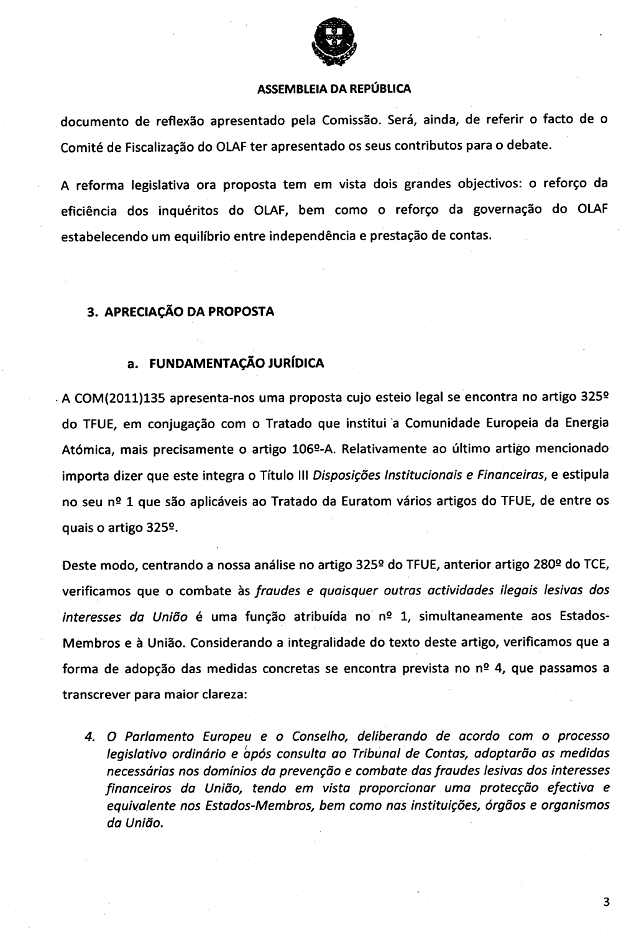 ASSEMBLEIA DA REPÚBLICA
documento de reflexão apresentado pela Comissão. Será, ainda, de referir o facto de o
Comité de Fiscalização do OLAF ter apresentado os seus contributos para o debate.
A reforma legislativa ora proposta tem em vista dois grandes objectivos: o reforço da
eficiência dos inquéritos do OLAF, bem como o reforço da governação do OLAF
estabelecendo um equilíbrio entre independência e prestação de contas.
3. APRECIAÇÃO DA PROPOSTA
a. FUNDAMENTAÇÃO JURÍDICA
A COM(2011)135 apresenta-nos uma proposta cujo esteio legal se encontra no artigo 325º
do TFUE, em conjugação com o Tratado que institui a Comunidade Europeia da Energia
Atómica, mais precisamente o artigo 106º-A. Relativamente ao último artigo mencionado
importa dizer que este integra o Título III Disposições Institucionais e Financeiras, e estipula
no seu nº 1 que são aplicáveis ao Tratado da Euratom vários artigos do TFUE, de entre os
quais o artigo 325º.
Deste modo, centrando a nossa análise no artigo 325º do TFUE, anterior artigo 280º do TCE,
verificamos que o combate às fraudes e quaisquer outras actividades ilegais lesivas dos
interesses da União é uma função atribuída no nº 1, simultaneamente aos Estados-
Membros e à União. Considerando a integralidade do texto deste artigo, verificamos que a
forma de adopção das medidas concretas se encontra prevista no nº 4, que passamos a
transcrever para maior clareza:
4. O Parlamento Europeu e o Conselho, deliberando de acordo com o processo
legislativo ordinário e após consulta ao Tribunal de Contas, adoptarão as medidas
necessárias nos domínios da prevenção e combate das fraudes lesivas dos interesses
financeiros da União, tendo em vista proporcionar uma protecção efectiva e
equivalente nos Estados-Membros, bem como nas instituições, órgãos e organismos
da União.
3